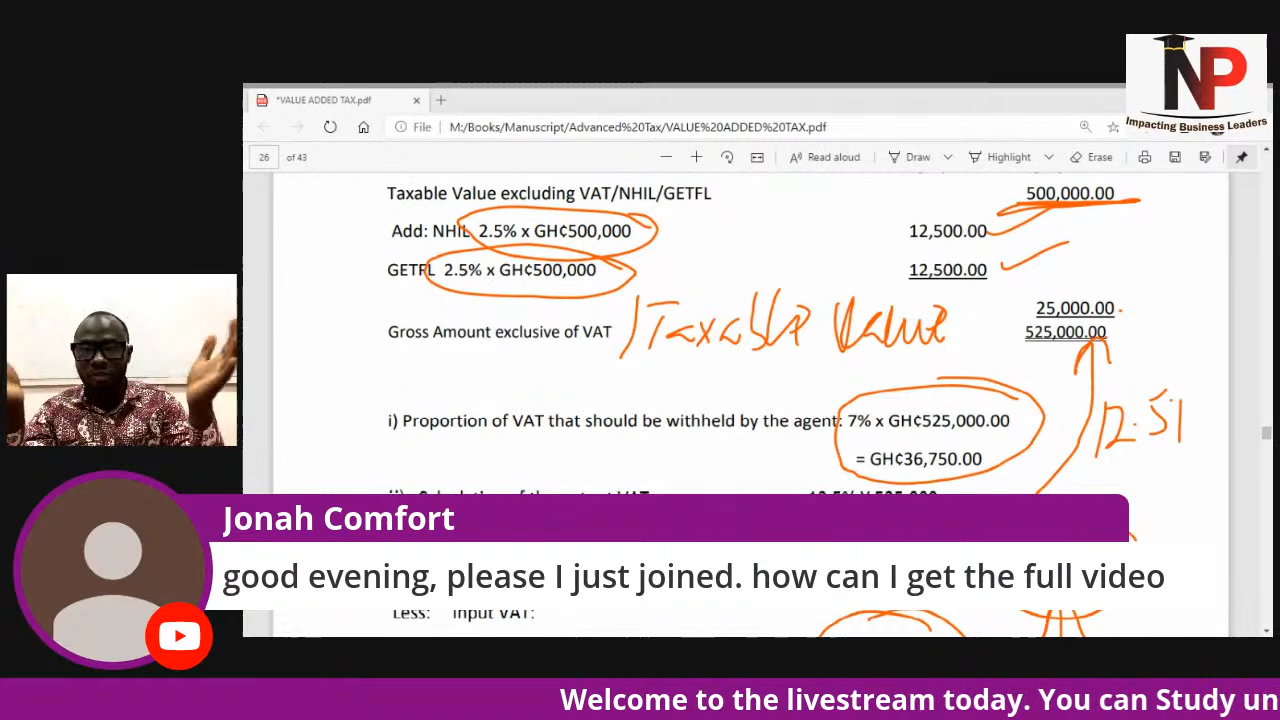 NP
Impacting Business Leaders
*VALUE ADDED TAX.pdf
File M:/Books/Manuscript/Advanced%20Tax/VALUE%20ADDED%20TAX.pdf
26 of 43 Read aloud Draw Highlight Erase
Taxable Value excluding VAT/NHIL/GETFL 500,000.00
Add: NHIL 2.5% x GH¢500,000 12,500.00
GETFL 2.5% x GH¢500,000 12,500.00
25,000.00
Gross Amount exclusive of VAT / Taxable Value 525,000.00
i) Proportion of VAT that should be withheld by the agent: 7% x GH¢525,000.00
12.5
= GH¢36,750.00
Jonah Comfort
good evening, please I just joined. how can I get the full video
Less: Input VAT:
Welcome to the livestream today. You can Study un